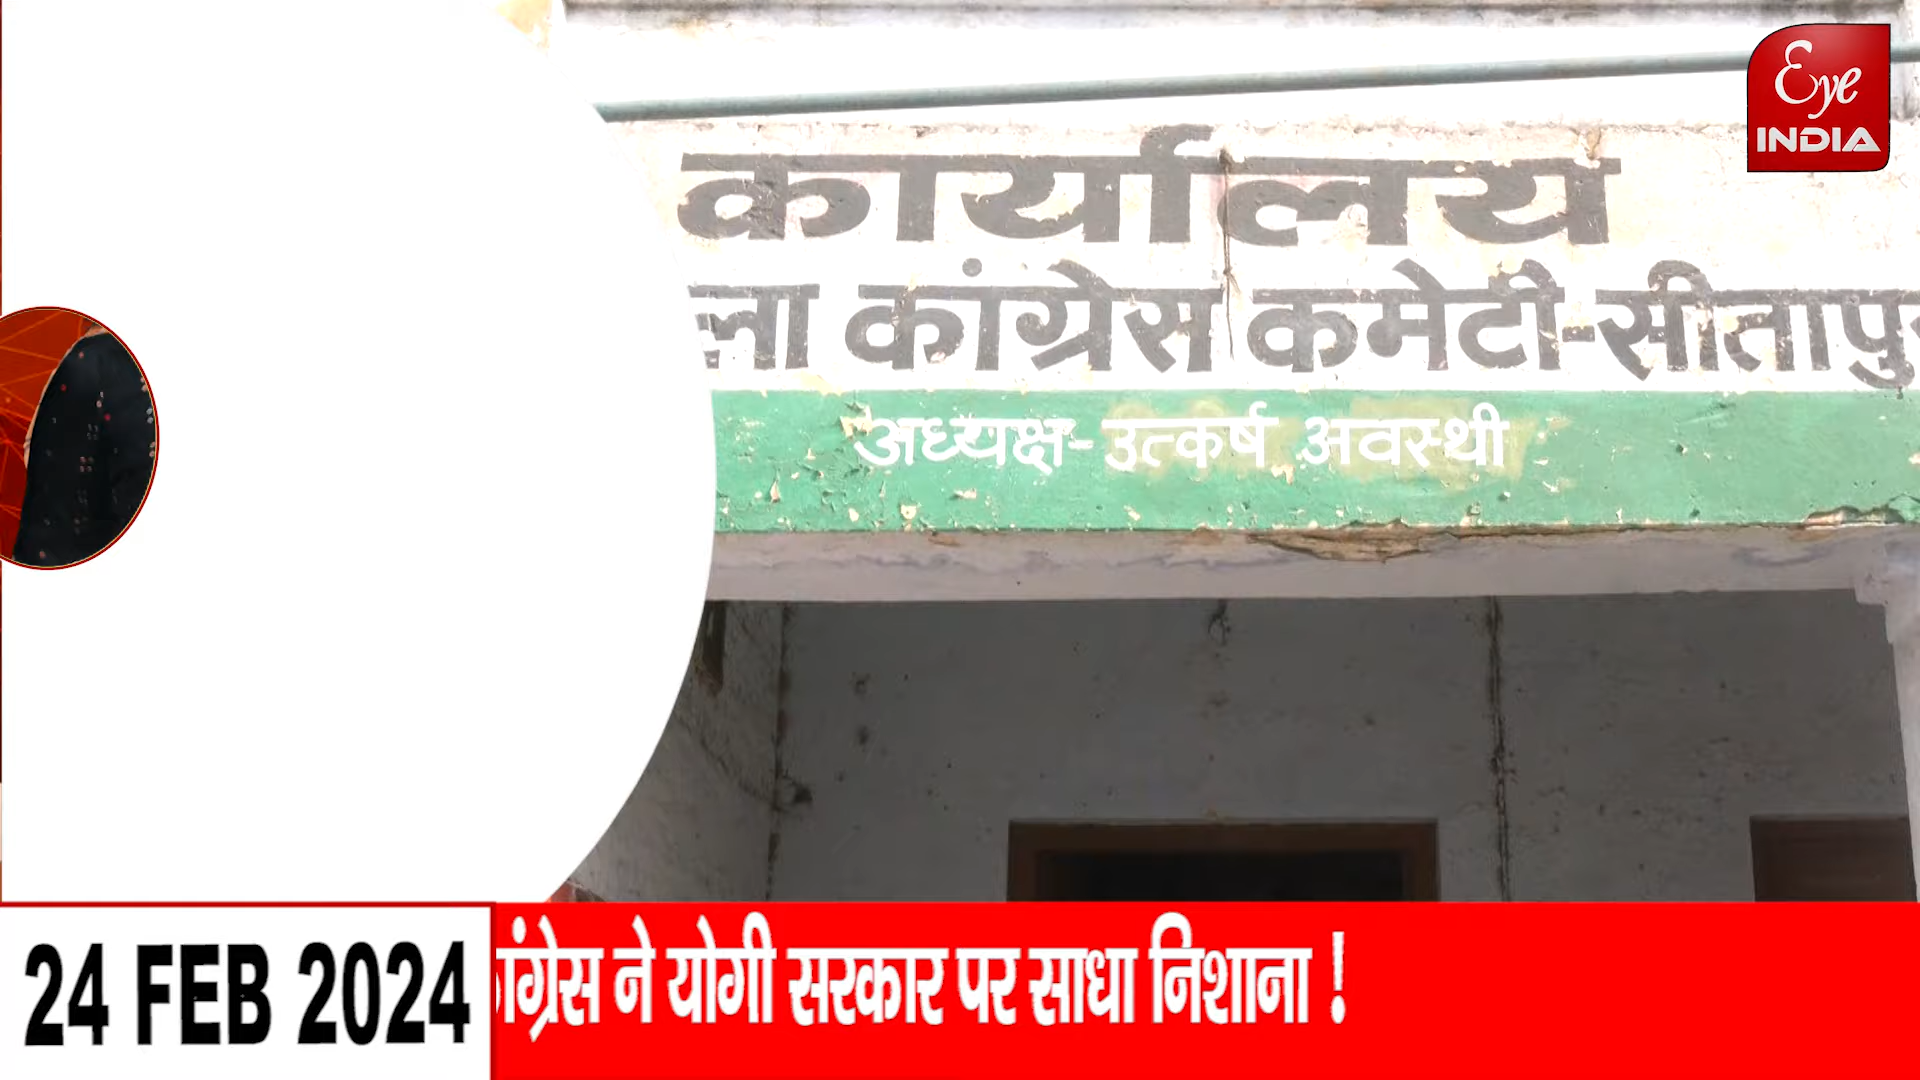 Eye
INDIA
कार्यालय
ला कांग्रेस कमेटी-सीतापुर
अध्यक्ष-उत्कर्ष अवस्थी
24 FEB 2024
कांग्रेस ने योगी सरकार पर साधा निशाना !